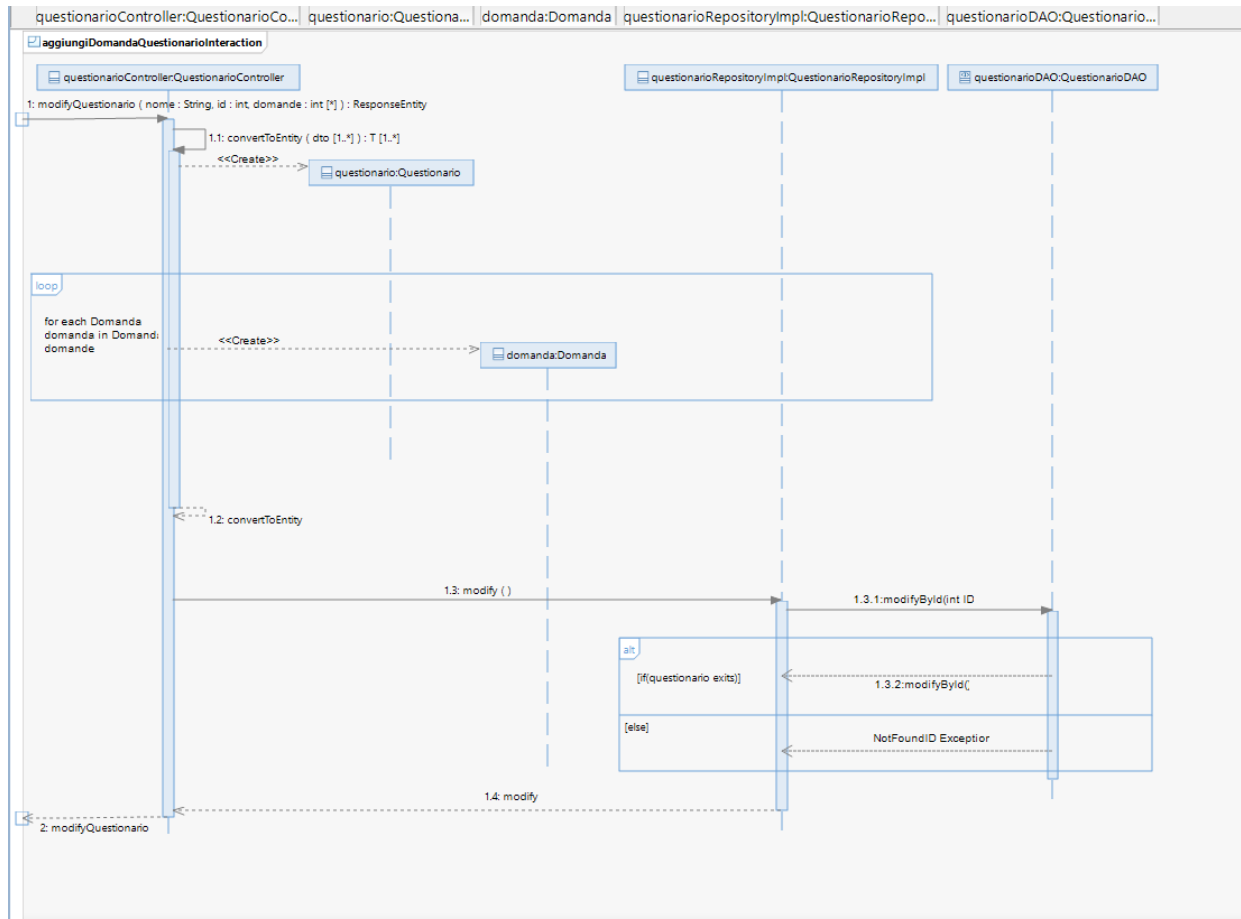 questionarioController:QuestionarioCo...
questionario:Questiona...
domanda:Domanda
questionarioRepositoryImpl:QuestionarioRepo...
questionarioDAO:Questionario...
aggiungiDomandaQuestionarioInteraction
questionarioController:QuestionarioController
questionarioRepositoryImpl:QuestionarioRepositoryImpl
questionarioDAO:QuestionarioDAO
1: modifyQuestionario ( nome : String, id : int, domande : int [*] ) : ResponseEntity
1.1: convertToEntity ( dto [1..*] ) : T [1..*]
<<Create>>
questionario:Questionario
loop
for each Domanda
domanda in Domand
domande
<<Create>>
domanda:Domanda
1.2: convertToEntity
1.3: modify ( )
1.3.1:modifyById(int ID
alt
[if(questionario exits)]
1.3.2:modifyById(
[else]
NotFoundID Exceptior
1.4: modify
2: modifyQuestionario